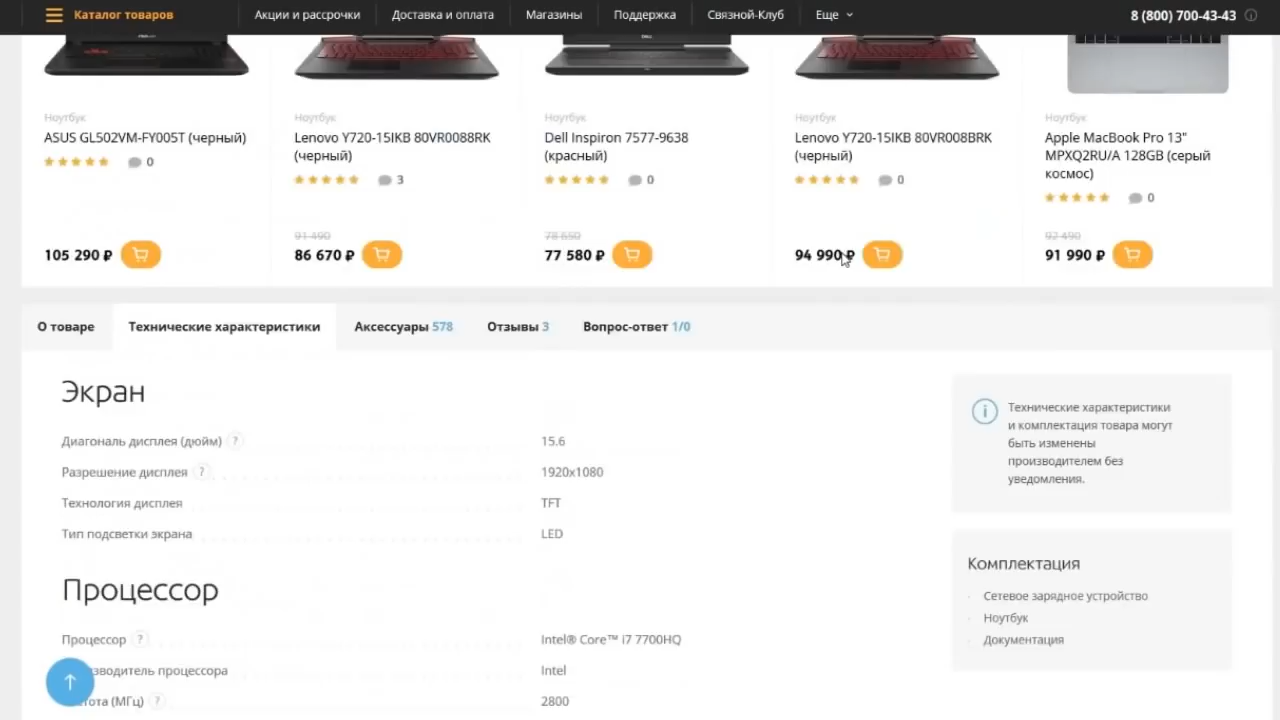 Каталог товаров
Акции и рассрочки
Доставка и оплата
Магазины
Поддержка
Связной-Клуб
Еще
8 (800) 700-43-43
Ноутбук
ASUS GL502VM-FY005T (черный)
0
105 290 ₽
Ноутбук
Lenovo Y720-15IKB 80VR0088RK
(черный)
3
91 490
86 670 ₽
Ноутбук
Dell Inspiron 7577-9638
(красный)
0
78 650
77 580 ₽
Ноутбук
Lenovo Y720-15IKB 80VR008BRK
(черный)
0
94 990 ₽
Ноутбук
Apple MacBook Pro 13"
MPXQ2RU/A 128GB (серый
космос)
0
92 490
91 990 ₽
О товаре
Технические характеристики
Аксессуары 578
Отзывы 3
Вопрос-ответ 1/0
Экран
Диагональ дисплея (дюйм) ? 15.6
Разрешение дисплея ? 1920x1080
Технология дисплея TFT
Тип подсветки экрана LED
Процессор
Процессор ? Intel® Core™ i7 7700HQ
зводитель процессора Intel
тота (МГц) ? 2800
Технические характеристики
и комплектация товара могут
быть изменены
производителем без
уведомления.
Комплектация
Сетевое зарядное устройство
Ноутбук
Документация